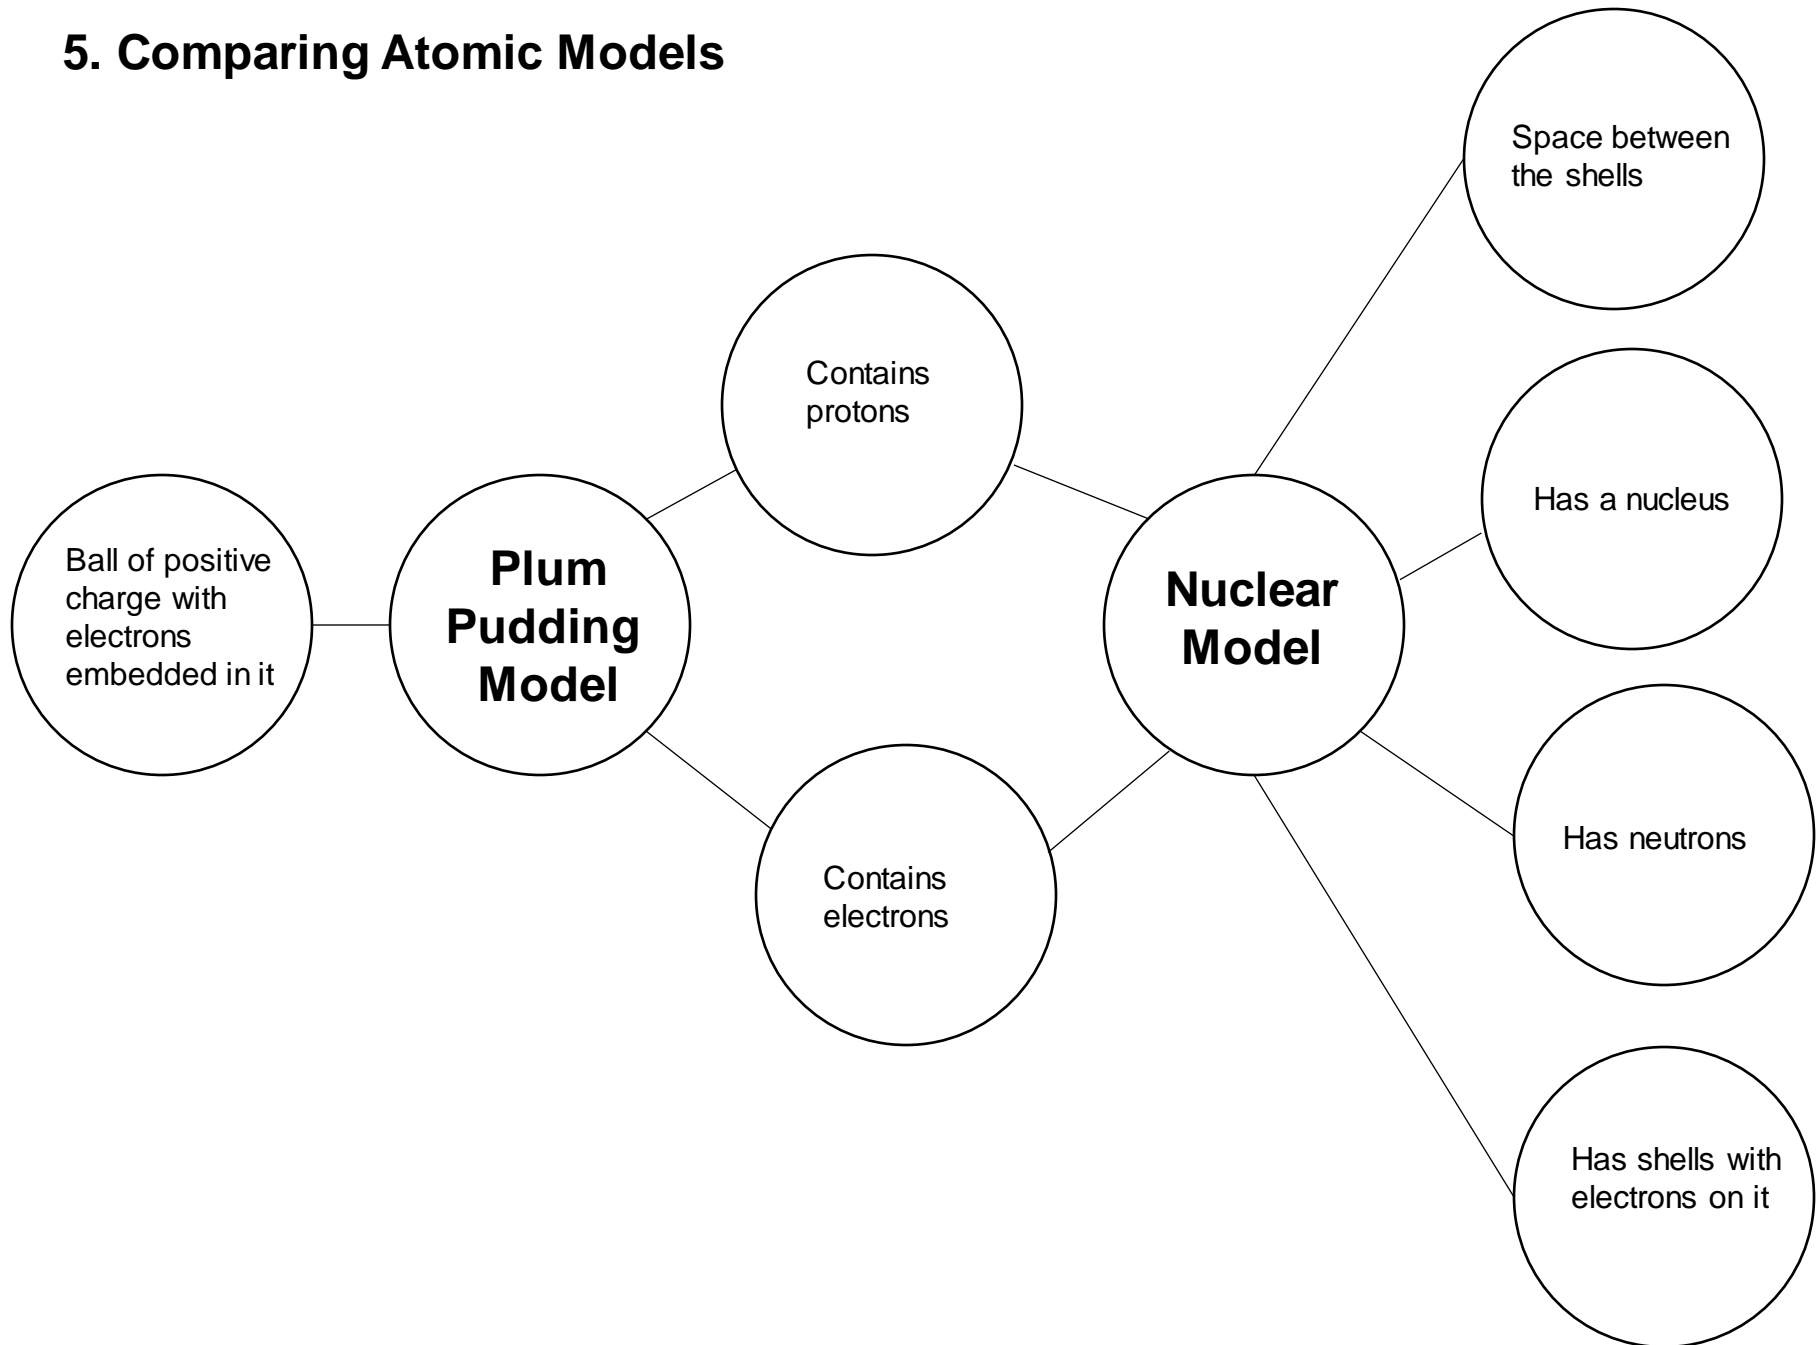 5. Comparing Atomic Models
Space between
the shells
Contains
protons
Has a nucleus
Ball of positive
charge with
electrons
embedded in it
Plum
Pudding
Model
Nuclear
Model
Has neutrons
Contains
electrons
Has shells with
electrons on it